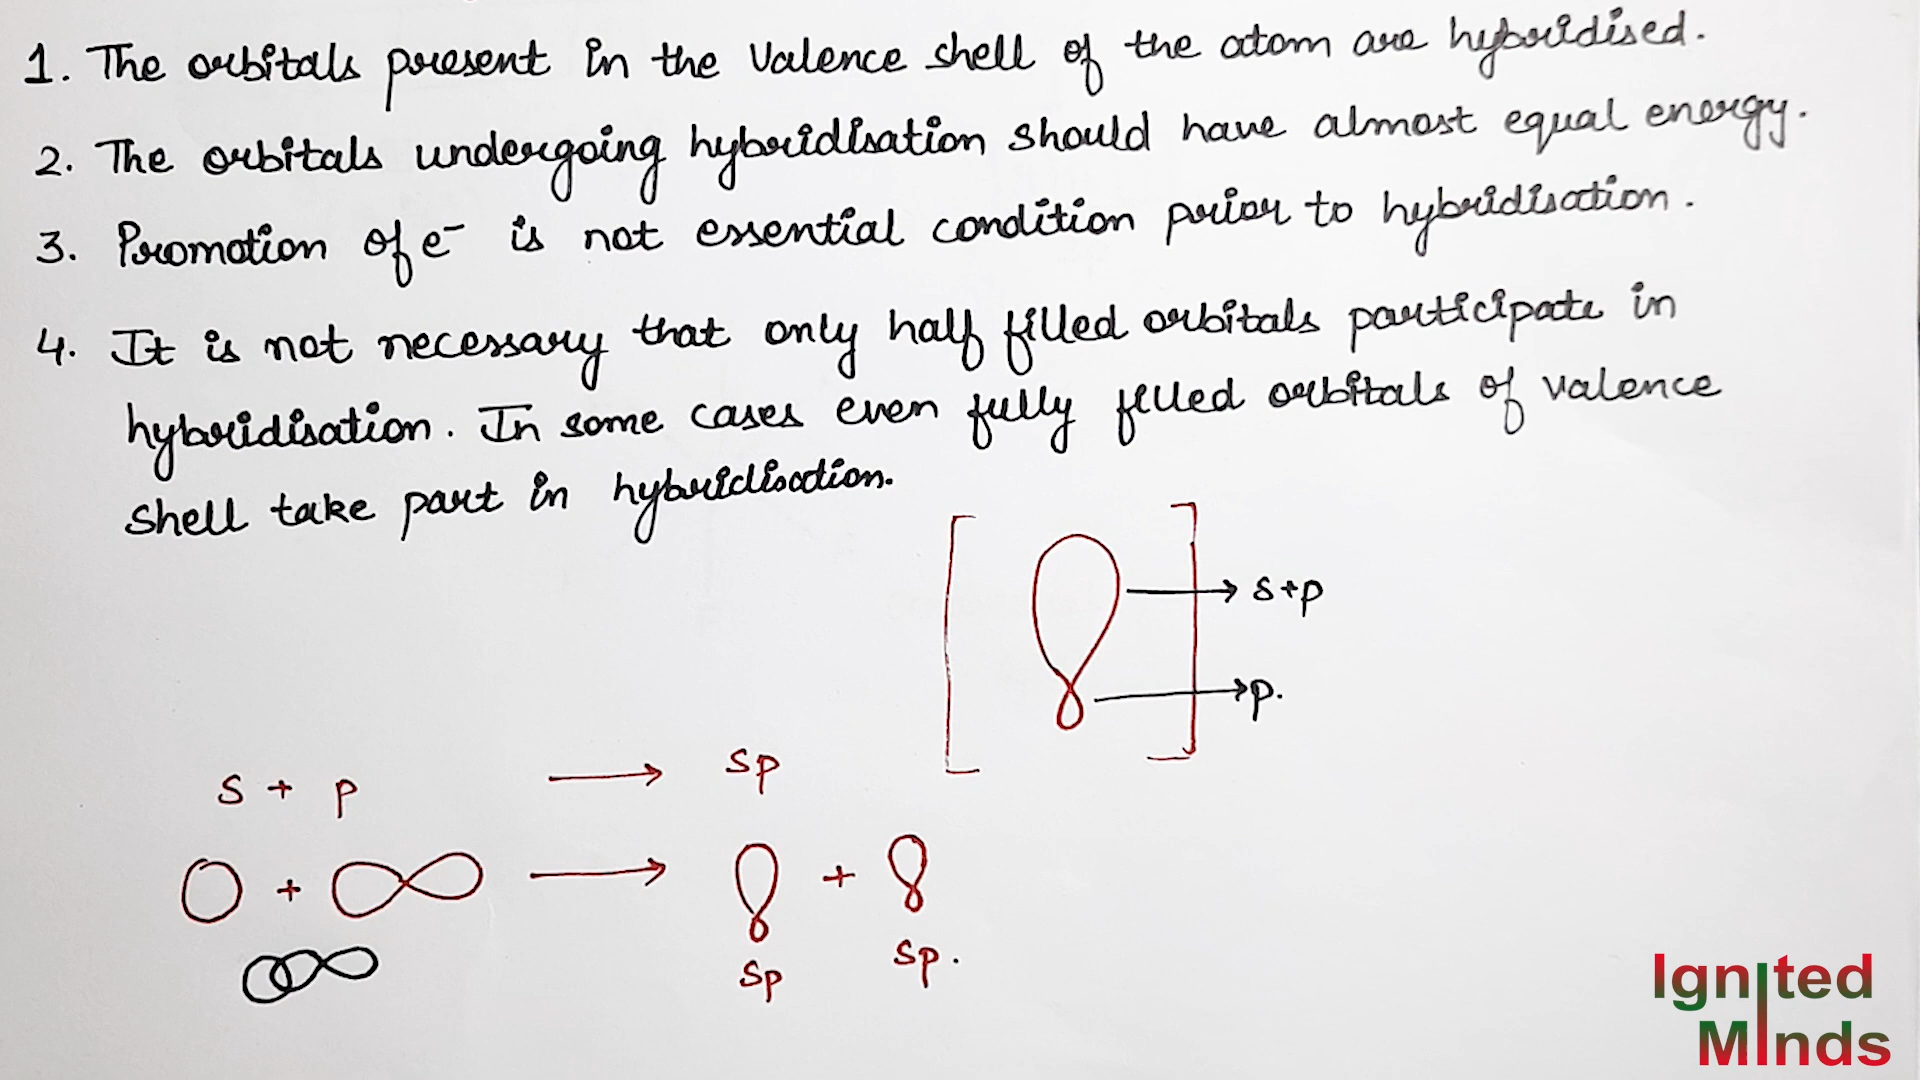 1. The orbitals present in the valence shell of the atom are hybridised.
2. The orbitals undergoing hybridisation should have almost equal energy.
3. Promotion of e⁻ is not essential condition prior to hybridisation.
4. It is not necessary that only half filled orbitals participate in
hybridisation. In some cases even fully filled orbitals of valence
shell take part in hybridisation.
→ s+p
→ p.
s + p → sp
+ → +
sp sp.
Ignited
Minds